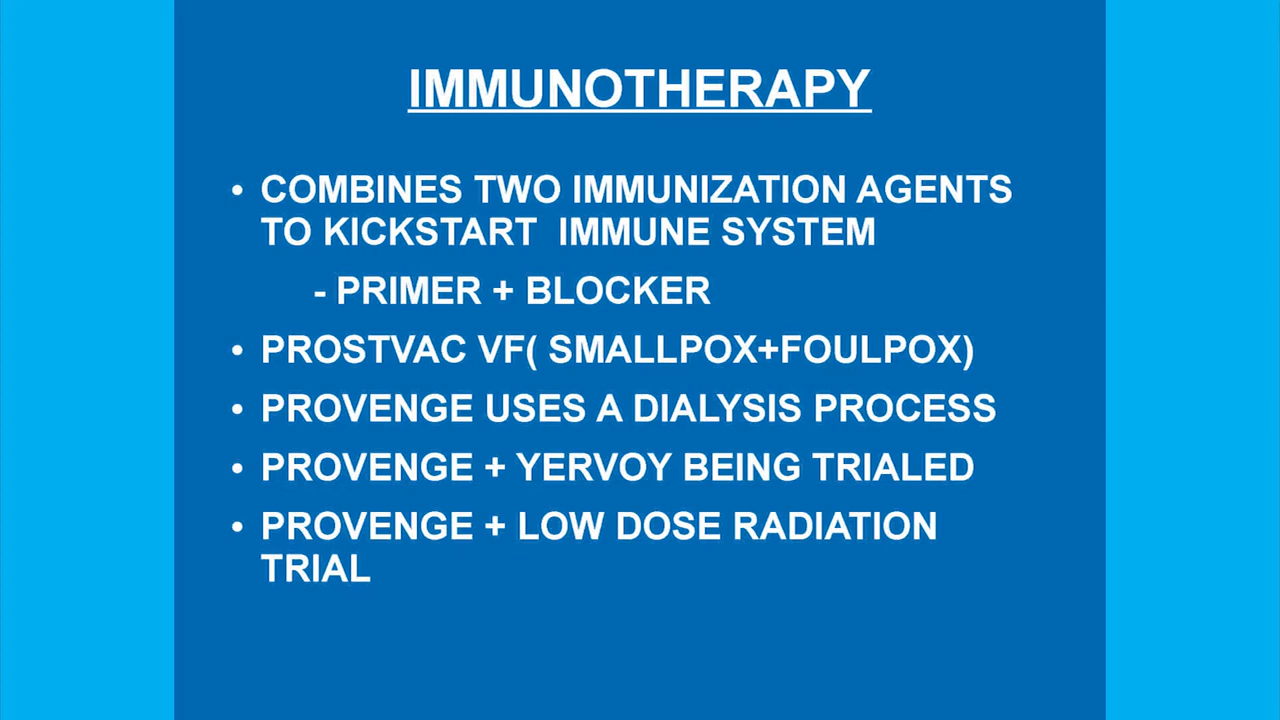 IMMUNOTHERAPY
• COMBINES TWO IMMUNIZATION AGENTS
TO KICKSTART  IMMUNE SYSTEM
- PRIMER + BLOCKER
• PROSTVAC VF( SMALLPOX+FOULPOX)
• PROVENGE USES A DIALYSIS PROCESS
• PROVENGE + YERVOY BEING TRIALED
• PROVENGE + LOW DOSE RADIATION
TRIAL